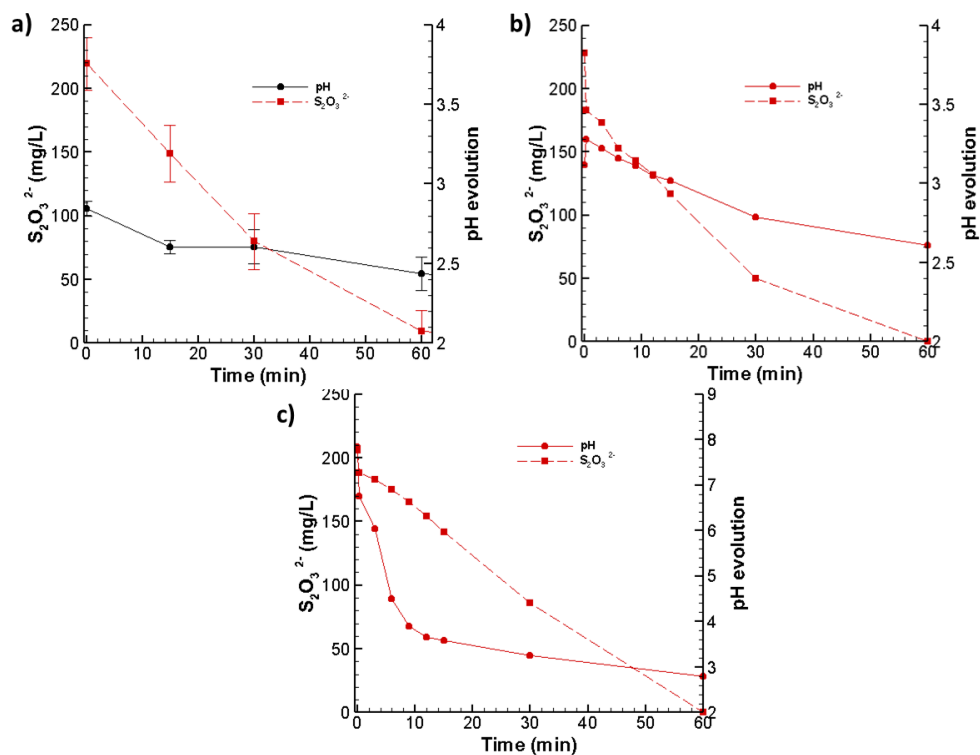 a)
250
200
150
100
50
0
S₂O₃ ²⁻ (mg/L)
pH
S₂O₃ ²⁻
4
3.5
3
2.5
2
pH evolution
0 10 20 30 40 50 60
Time (min)
b)
250
200
150
100
50
0
S₂O₃ ²⁻ (mg/L)
pH
S₂O₃ ²⁻
4
3.5
3
2.5
2
pH evolution
0 10 20 30 40 50 60
Time (min)
c)
250
200
150
100
50
0
S₂O₃ ²⁻ (mg/L)
pH
S₂O₃ ²⁻
9
8
7
6
5
4
3
2
pH evolution
0 10 20 30 40 50 60
Time (min)